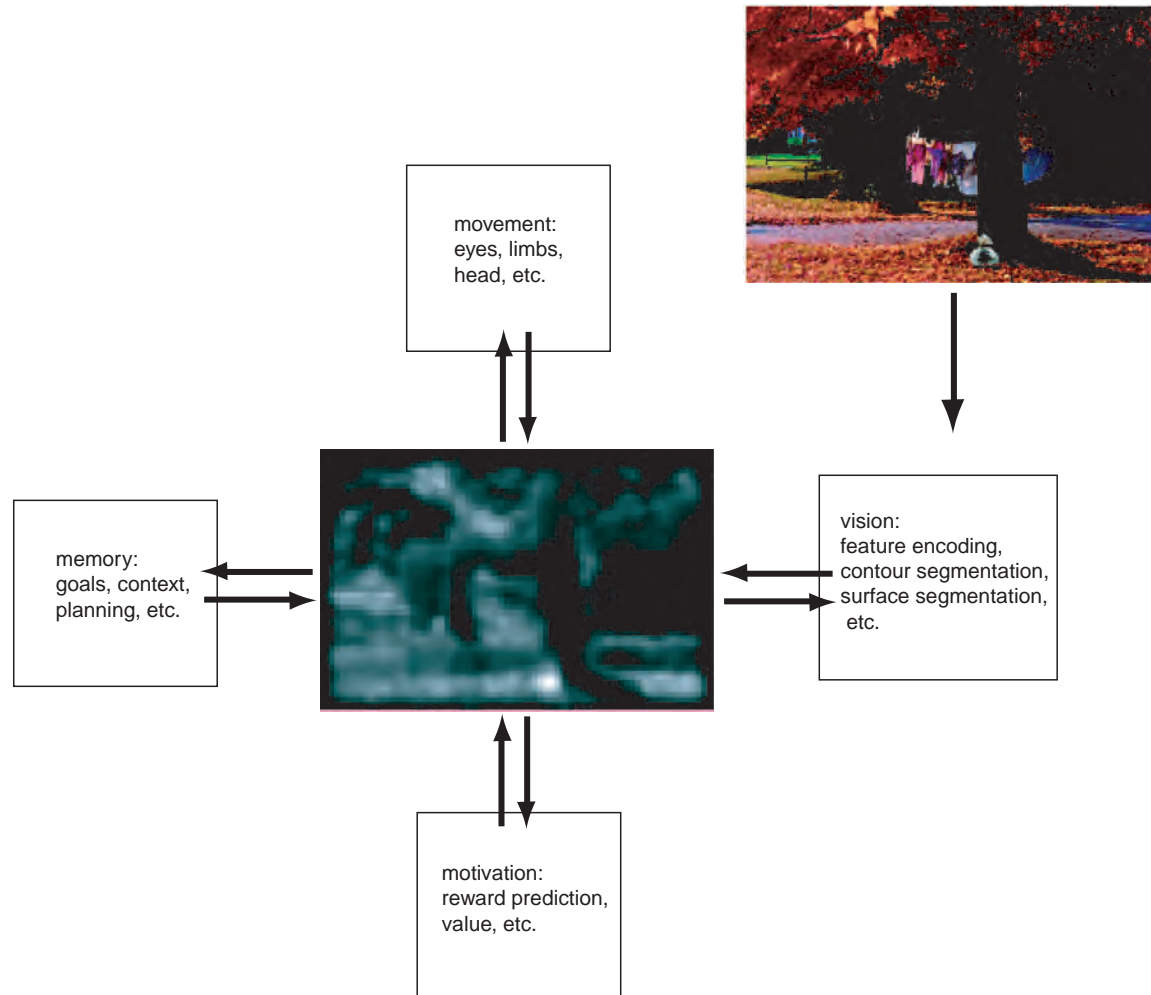 movement:
eyes, limbs,
head, etc.
memory:
goals, context,
planning, etc.
vision:
feature encoding,
contour segmentation,
surface segmentation,
etc.
motivation:
reward prediction,
value, etc.